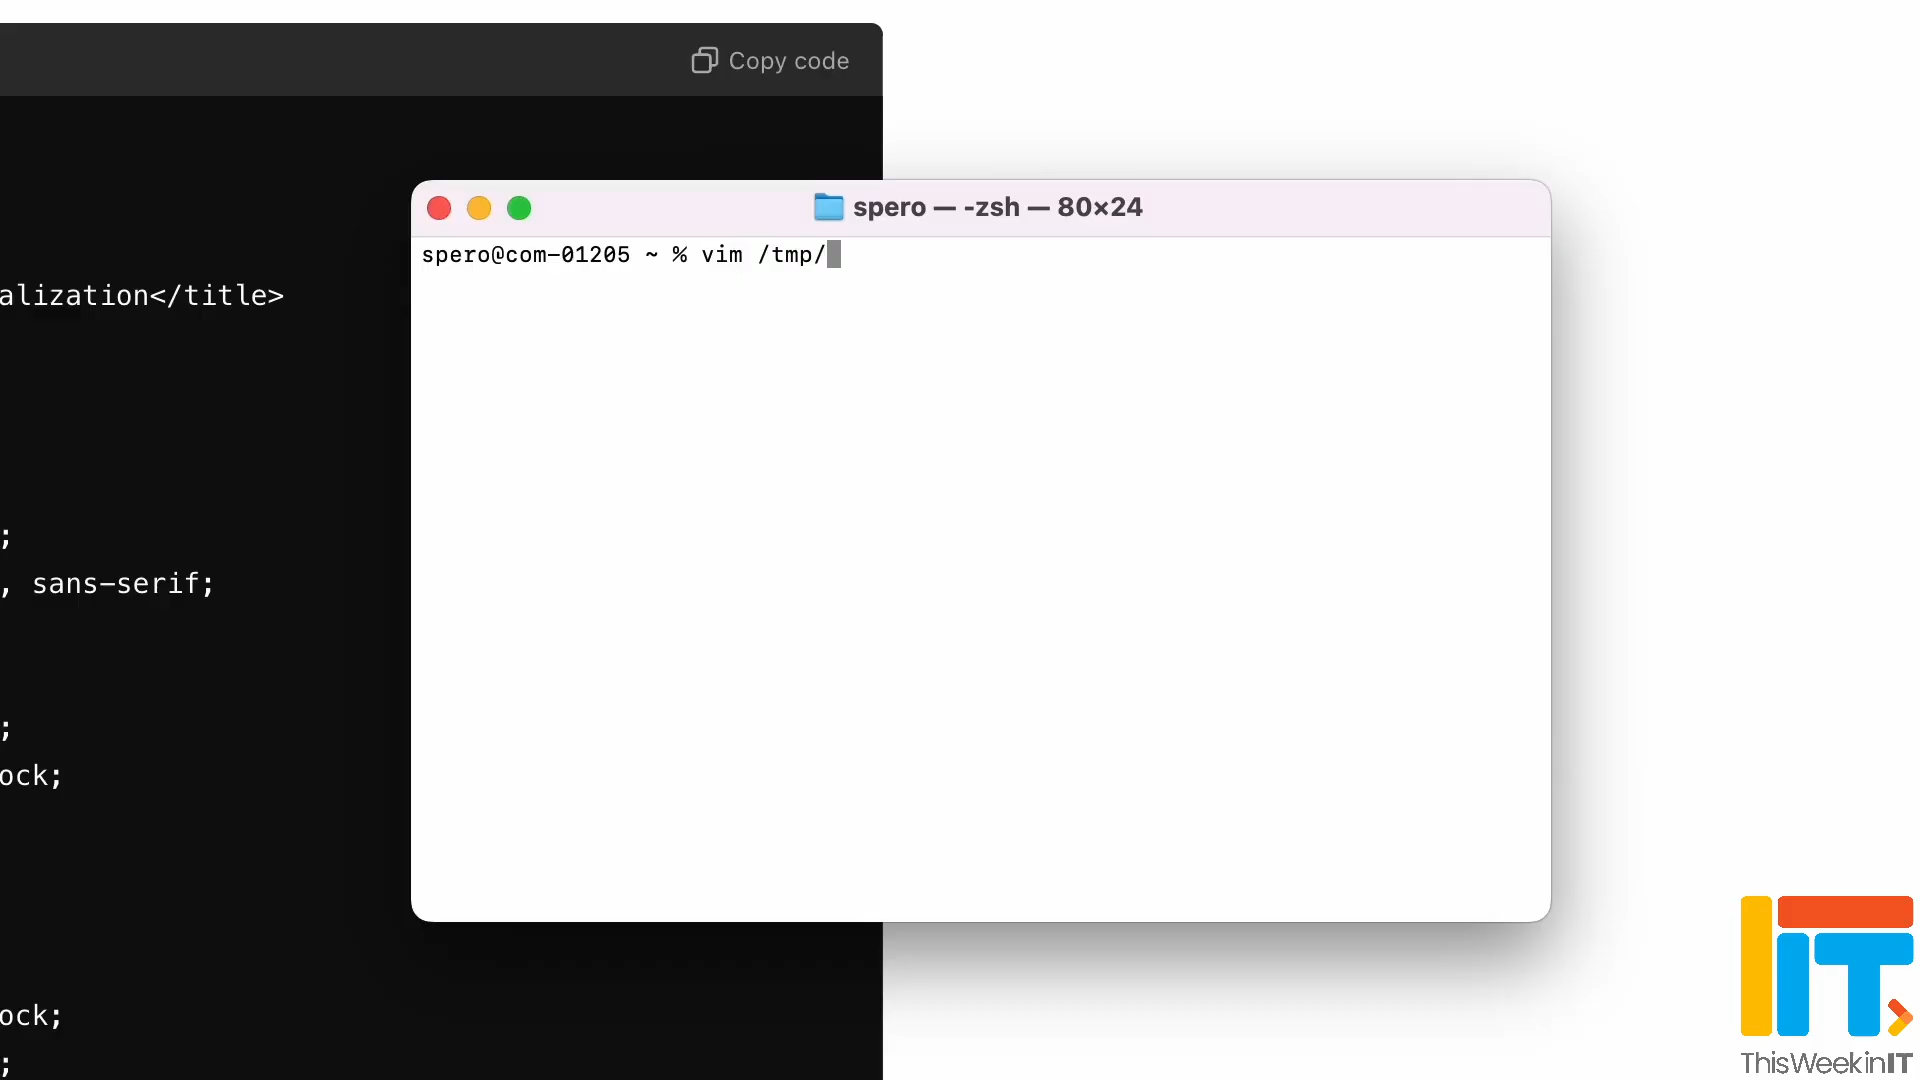 Copy code
spero — -zsh — 80×24
spero@com-01205 ~ % vim /tmp/
alization</title>
;
, sans-serif;
;
ock;
ock;
;
ThisWeekinIT